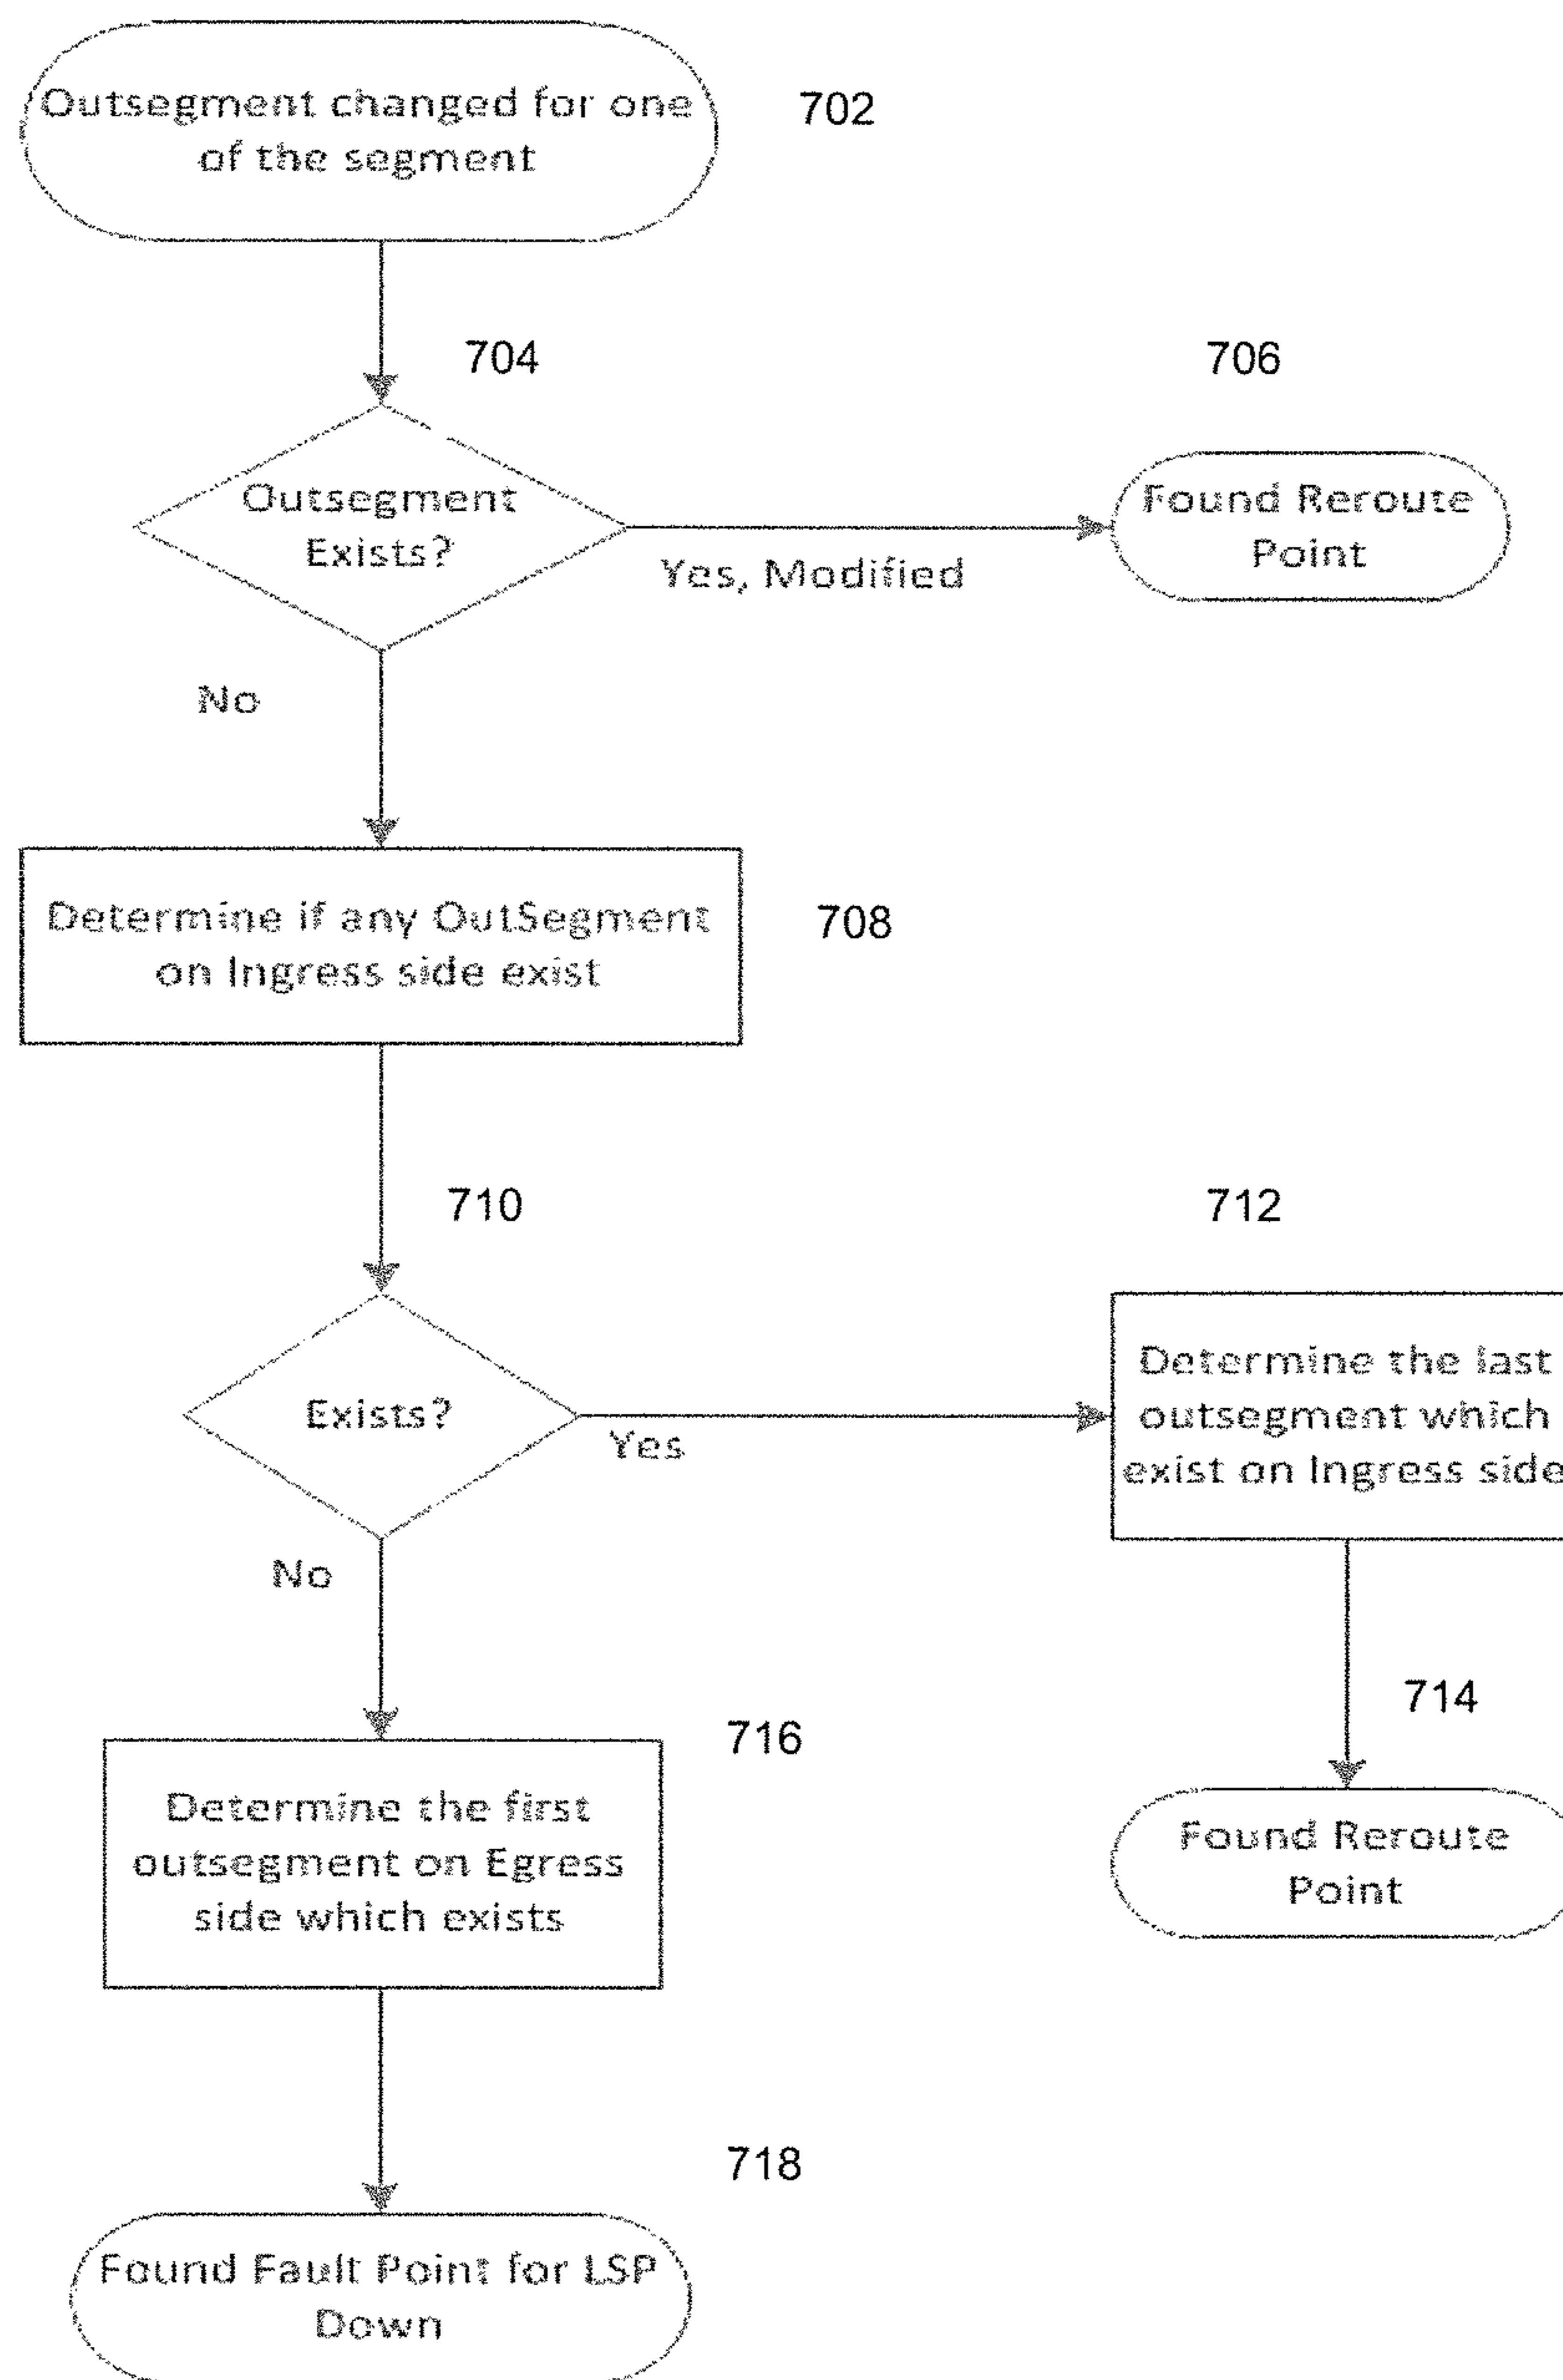 Outsegment changed for one
of the segment
702
704
706
Outsegment
Exists?
Yes, Modified
Found Reroute
Point
No
Determine if any OutSegment
on Ingress side exist
708
710
712
Exists?
Yes
Determine the last
outsegment which
exist on Ingress side
No
714
716
Determine the first
outsegment on Egress
side which exists
Found Reroute
Point
718
Found Fault Point for LSP
Down